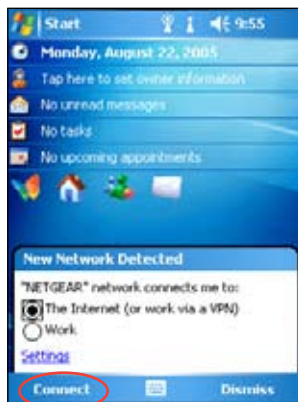 Start 9:55
Monday, August 22, 2005
Tap here to set owner information
No unread messages
No tasks
No upcoming appointments
New Network Detected
"NETGEAR" network connects me to:
The Internet (or work via a VPN)
Work
Settings
Connect Dismiss